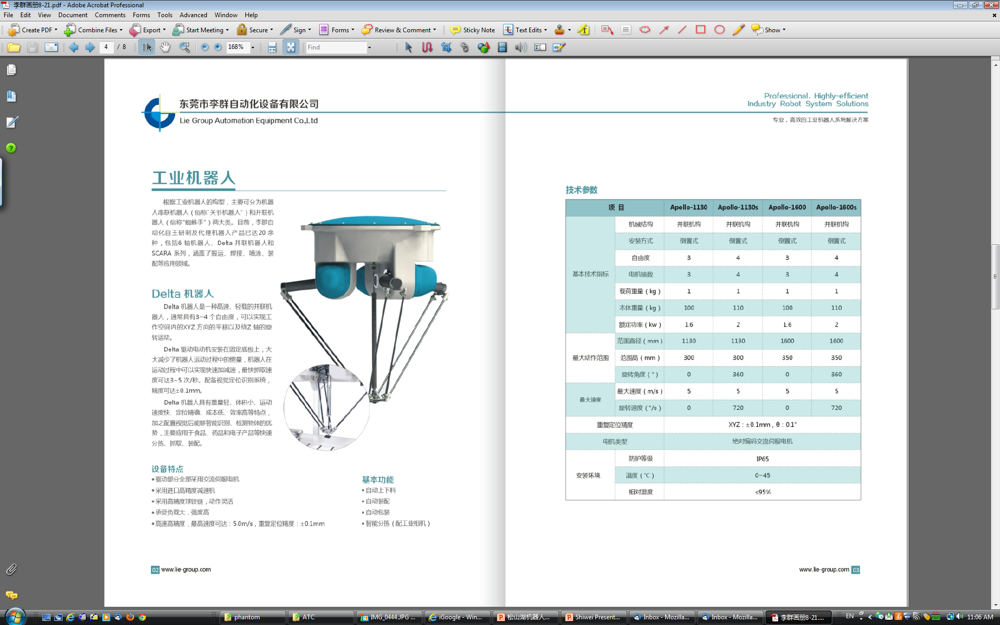 李群画册8-21.pdf - Adobe Acrobat Professional
File Edit View Document Comments Forms Tools Advanced Window Help
Create PDF Combine Files Export Start Meeting Secure Sign Forms Review & Comment Sticky Note Text Edits Show
4 / 8 168% Find
东莞市李群自动化设备有限公司
Lie Group Automation Equipment Co.,Ltd
工业机器人
根据工业机器人的构型，主要可分为机器
人串联机器人（俗称“关节机器人”）和并联机
器人（俗称“蜘蛛手”）两大类。目前，李群自
动化自主研制及代理机器人产品已达20 余
种，包括6 轴机器人、Delta 并联机器人和
SCARA 系列，涵盖了搬运、焊接、喷涂、装
配等应用领域。
Delta 机器人
Delta 机器人是一种高速、轻载的并联机
器人，通常具有3~4 个自由度，可以实现工
作空间内的XYZ 方向的平移以及绕Z 轴的旋
转运动。
Delta 驱动电动机安装在固定底板上，大
大减少了机器人运动过程中的惯量，机器人在
运动过程中可以实现快速加减速，最快抓取速
度可达3~5 次/秒。配备视觉定位识别系统，
精度可达±0.1mm。
Delta 机器人具有重量轻、体积小、运动
速度快、定位精确、成本低、效率高等特点，
加之配置视觉后能够智能识别、检测物体的优
势，主要应用于食品、药品和电子产品等快速
分拣、抓取、装配。
设备特点
•驱动部分全部采用交流伺服电机
•采用进口高精度减速机
•采用高精度球铰链，动作灵活
•承受负载大，强度高
•高速高精度，最高速度可达：5.0m/s，重复定位精度：±0.1mm
基本功能
•自动上下料
•自动装配
•自动包装
•智能分拣（配工业相机）
02 www.lie-group.com
Professional, Highly-efficient
Industry Robot System Solutions
专业，高效的工业机器人系统解决方案
技术参数
项 目 Apollo-1130 Apollo-1130s Apollo-1600 Apollo-1600s
基本技术指标
机械结构 并联机构 并联机构 并联机构 并联机构
安装方式 倒置式 倒置式 倒置式 倒置式
自由度 3 4 3 4
电机轴数 3 4 3 4
载荷重量（kg） 1 1 1 1
本体重量（kg） 100 110 100 110
额定功率（kw） 1.6 2 1.6 2
最大动作范围
范围直径（mm） 1130 1130 1600 1600
范围高（mm） 300 300 350 350
旋转角度（°） 0 360 0 360
最大速度
最大速度（m/s） 5 5 5 5
旋转速度（°/s） 0 720 0 720
重复定位精度 XYZ：±0.1mm，θ：0.1°
电机类型 绝对编码交流伺服电机
安装环境
防护等级 IP65
温度（℃） 0~45
相对湿度 ≤95%
www.lie-group.com 03
phantom ATC IMG_0444.JPG ... iGoogle - Win... 松山湖机器人... Shiwei Present... Inbox - Mozilla... Inbox - Mozilla... 李群画册8-21.... EN 11:06 AM